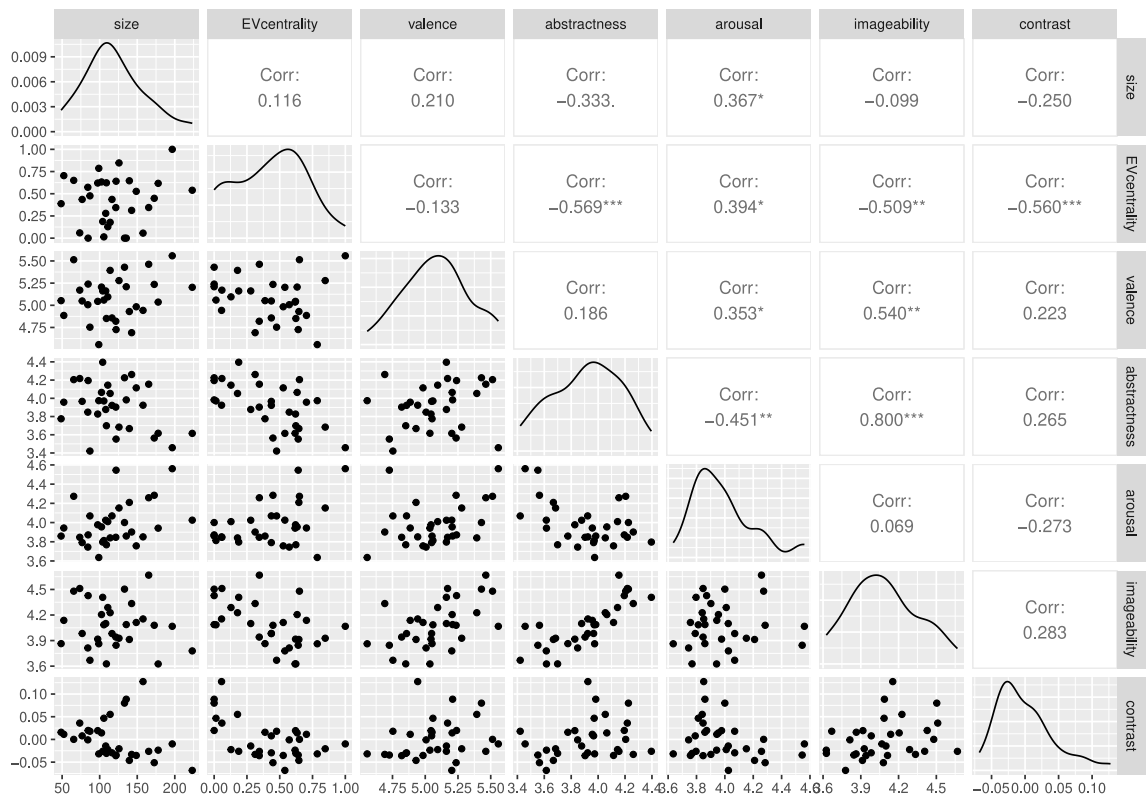 size EVcentrality valence abstractness arousal imageability contrast
0.009
0.006
0.003
0.000
Corr: Corr: Corr: Corr: Corr: Corr:
0.116 0.210 −0.333. 0.367* −0.099 −0.250
size
1.00
0.75
0.50
0.25
0.00
Corr: Corr: Corr: Corr: Corr:
−0.133 −0.569*** 0.394* −0.509** −0.560***
EVcentrality
5.50
5.25
5.00
4.75
Corr: Corr: Corr: Corr:
0.186 0.353* 0.540** 0.223
valence
4.4
4.2
4.0
3.8
3.6
3.4
Corr: Corr: Corr:
−0.451** 0.800*** 0.265
abstractness
4.6
4.4
4.2
4.0
3.8
3.6
Corr: Corr:
0.069 −0.273
arousal
4.5
4.2
3.9
3.6
Corr:
0.283
imageability
0.10
0.05
0.00
−0.05
contrast
50 100 150 200 0.00 0.25 0.50 0.75 1.00 4.75 5.00 5.25 5.50 3.4 3.6 3.8 4.0 4.2 4.4 3.6 3.8 4.0 4.2 4.4 4.6 3.6 3.9 4.2 4.5 −0.05 0.00 0.05 0.10